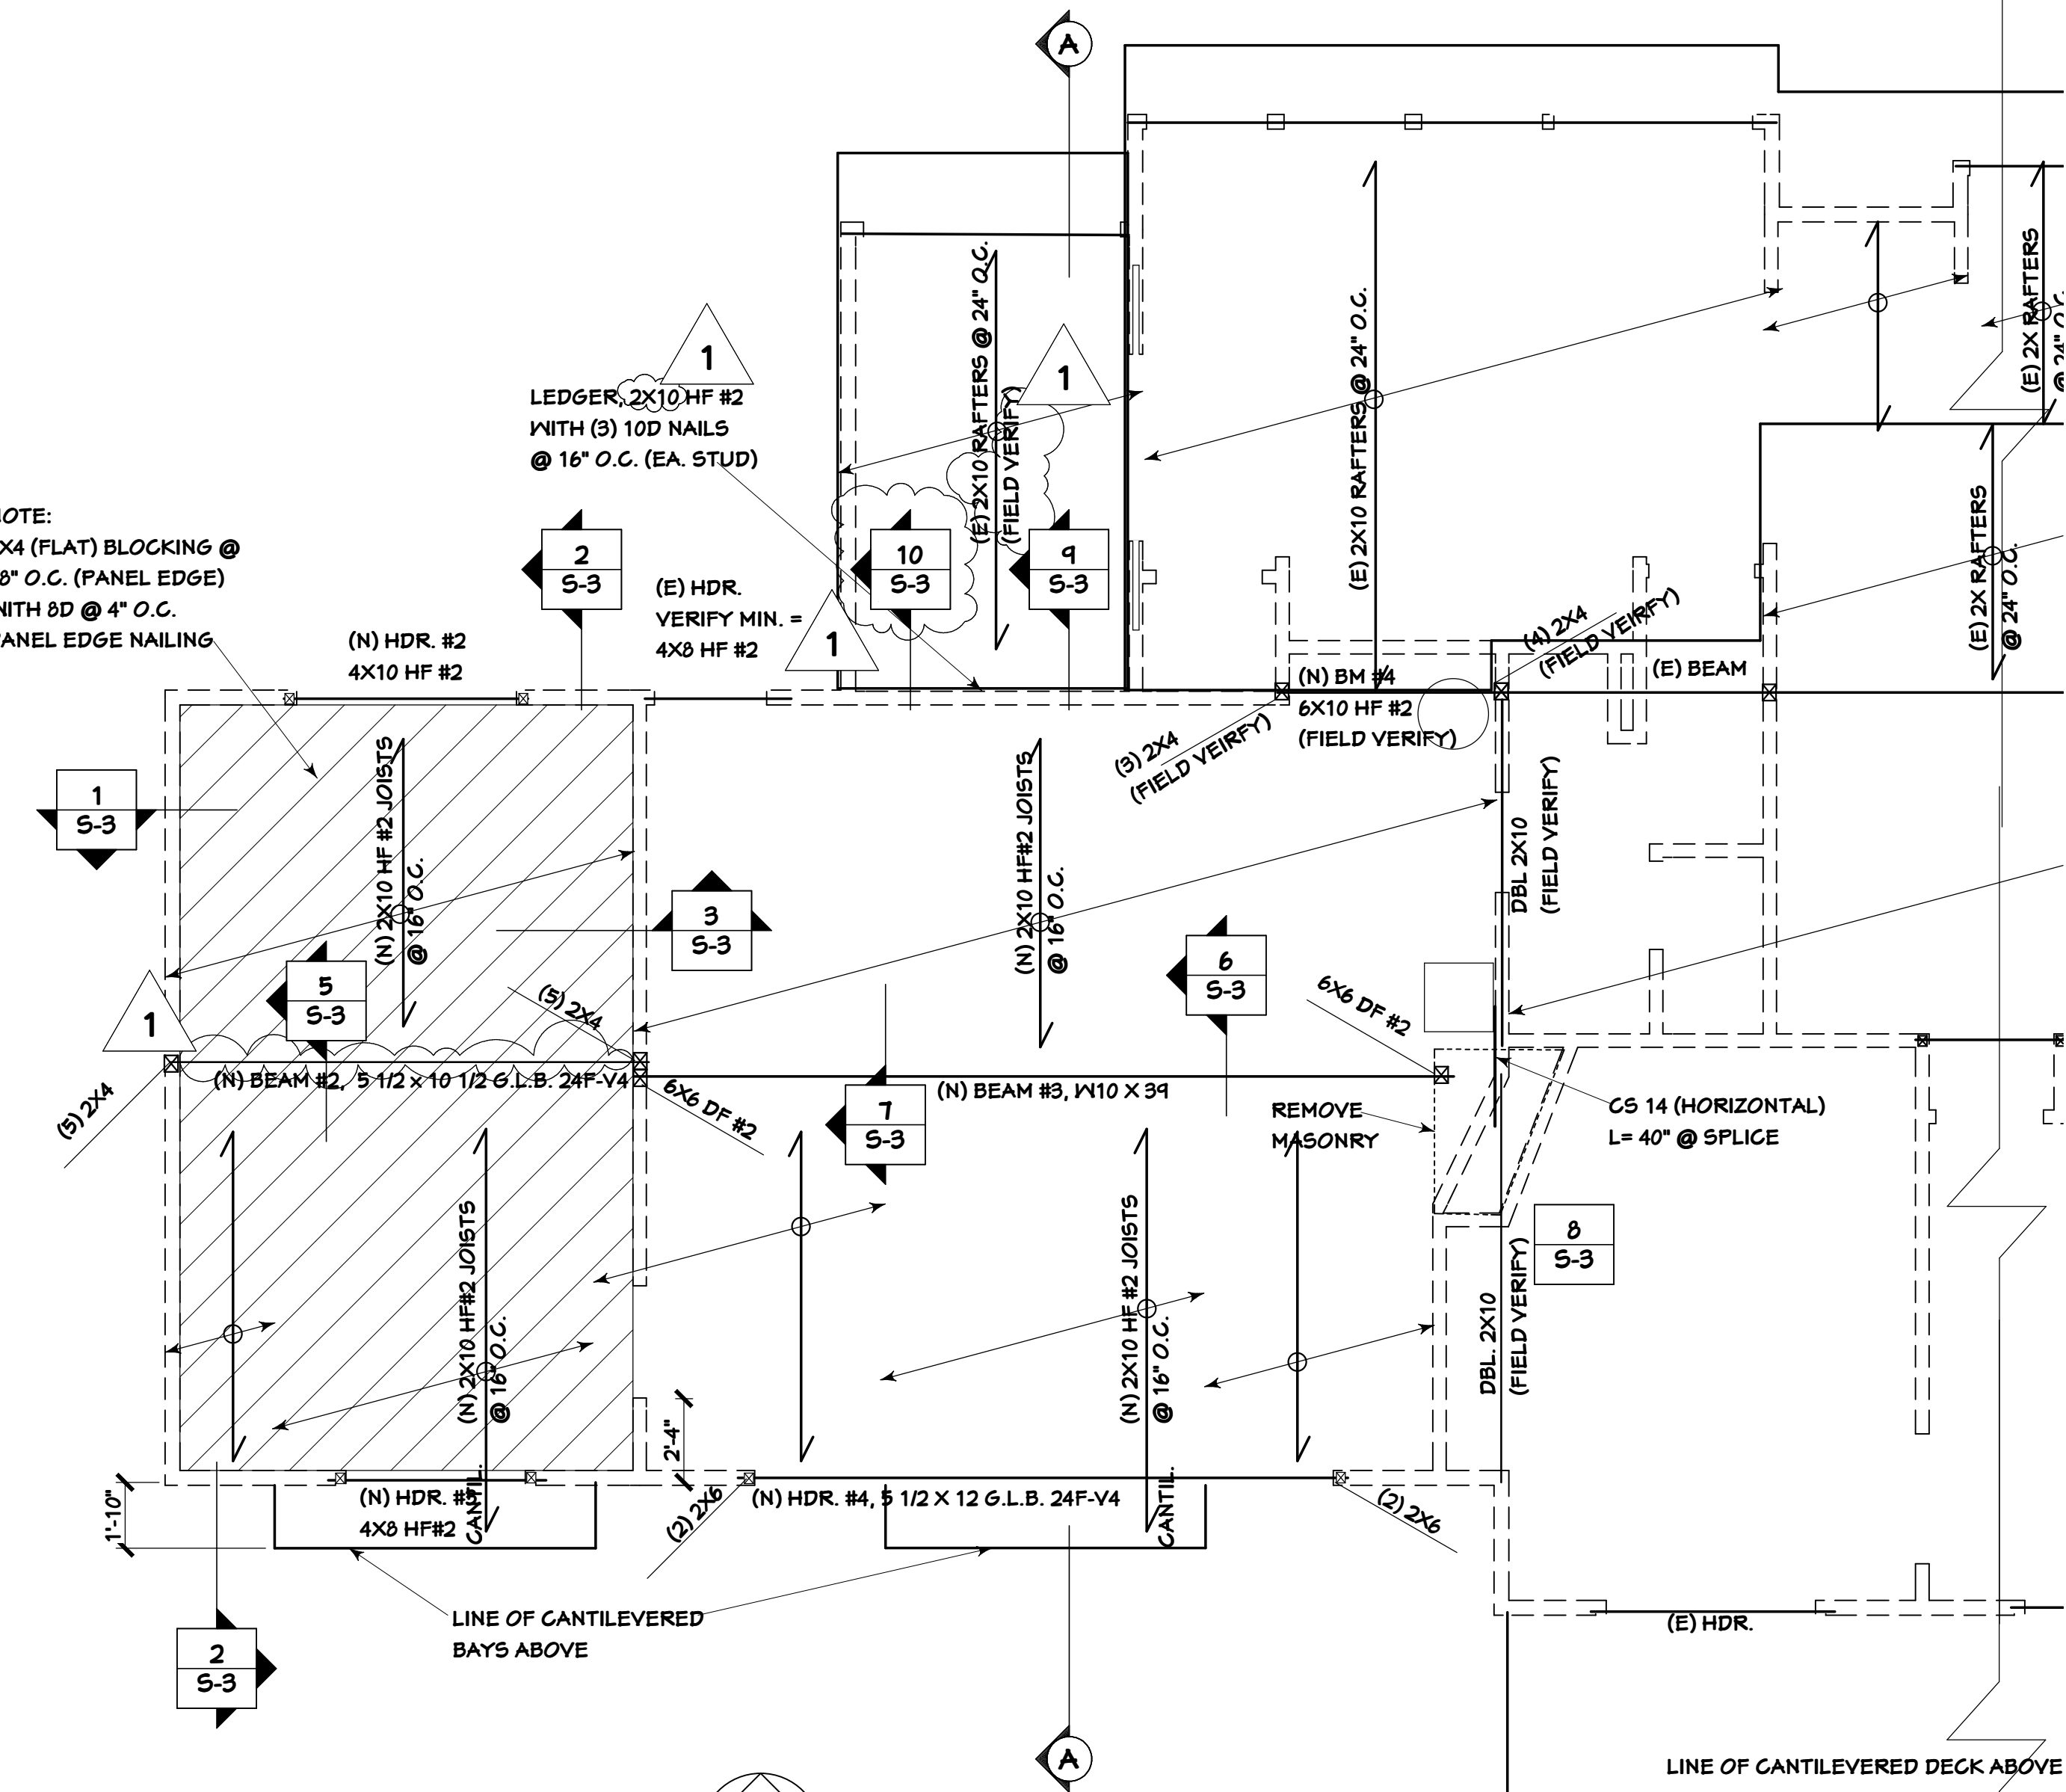 A
1
LEDGER, 2X10 HF #2
WITH (3) 10D NAILS
@ 16" O.C. (EA. STUD)
(E) 2X10 RAFTERS @ 24" O.C.
(FIELD VERIFY)
1
(E) 2X10 RAFTERS @ 24" O.C.
(E) 2X RAFTERS
@ 24" O.C.
(E) 2X RAFTERS
@ 24" O.C.
OTE:
X4 (FLAT) BLOCKING @
8" O.C. (PANEL EDGE)
WITH 8D @ 4" O.C.
PANEL EDGE NAILING
2
S-3
10
S-3
9
S-3
(E) HDR.
VERIFY MIN. =
4X8 HF #2
1
(N) HDR. #2
4X10 HF #2
(4) 2X4
(FIELD VEIRFY)
(N) BM #4
6X10 HF #2
(FIELD VERIFY)
(E) BEAM
(3) 2X4
(FIELD VEIRFY)
1
S-3
(N) 2X10 HF #2 JOISTS
@ 16" O.C.
(N) 2X10 HF#2 JOISTS
@ 16" O.C.
DBL 2X10
(FIELD VERIFY)
3
S-3
5
S-3
6
S-3
1
(5) 2X4
6X6 DF #2
(N) BEAM #2, 5 1/2 x 10 1/2 G.L.B. 24F-V4
(N) BEAM #3, W10 X 39
(5) 2X4
6X6 DF #2
7
S-3
REMOVE
MASONRY
CS 14 (HORIZONTAL)
L= 40" @ SPLICE
8
S-3
(N) 2X10 HF#2 JOISTS
@ 16" O.C.
CANTIL.
(N) 2X10 HF #2 JOISTS
@ 16" O.C.
CANTIL.
DBL. 2X10
(FIELD VERIFY)
2'-4"
1'-10"
(N) HDR. #3
4X8 HF#2
(2) 2X6
(N) HDR. #4, 5 1/2 X 12 G.L.B. 24F-V4
(2) 2X6
LINE OF CANTILEVERED
BAYS ABOVE
(E) HDR.
2
S-3
A
LINE OF CANTILEVERED DECK ABOVE